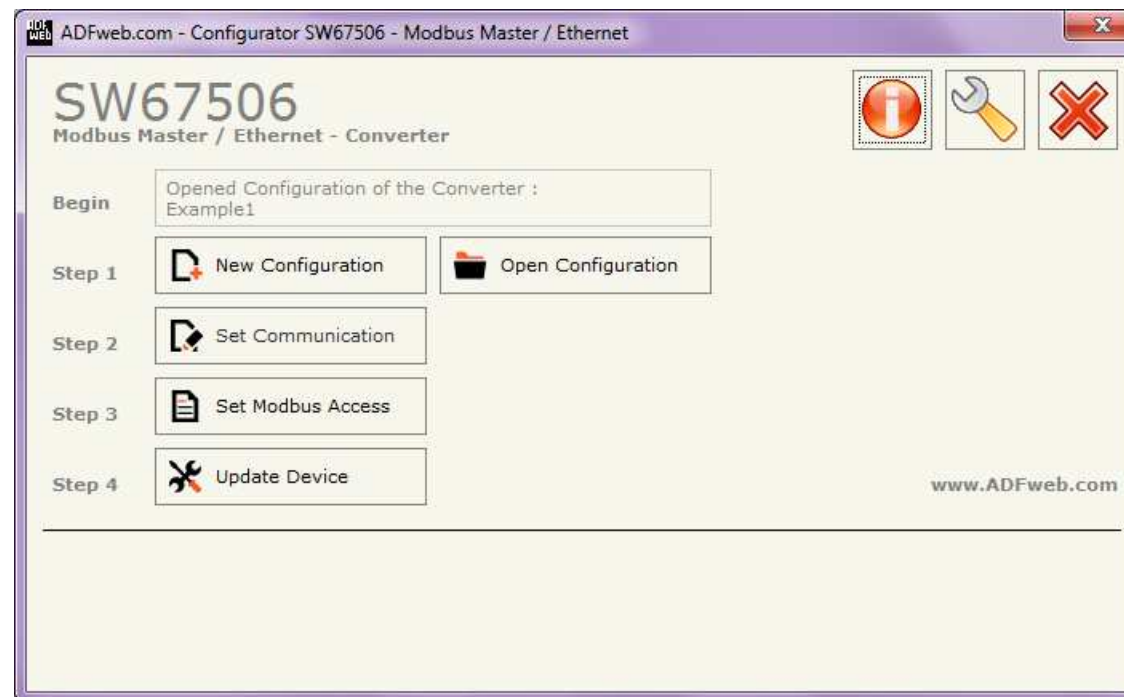 ADFweb.com - Configurator SW67506 - Modbus Master / Ethernet
SW67506
Modbus Master / Ethernet - Converter
Begin
Opened Configuration of the Converter :
Example1
Step 1
New Configuration
Open Configuration
Step 2
Set Communication
Step 3
Set Modbus Access
Step 4
Update Device
www.ADFweb.com